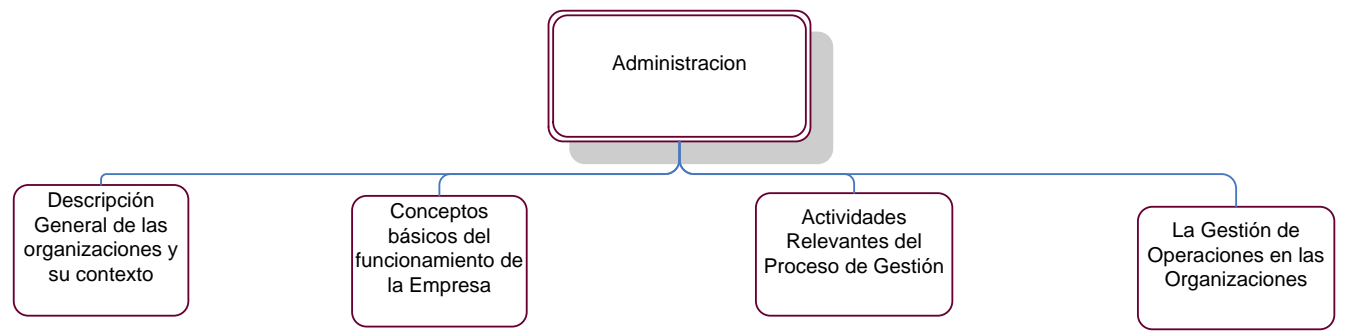 Administracion
Descripción
General de las
organizaciones y
su contexto
Conceptos
básicos del
funcionamiento de
la Empresa
Actividades
Relevantes del
Proceso de Gestión
La Gestión de
Operaciones en las
Organizaciones